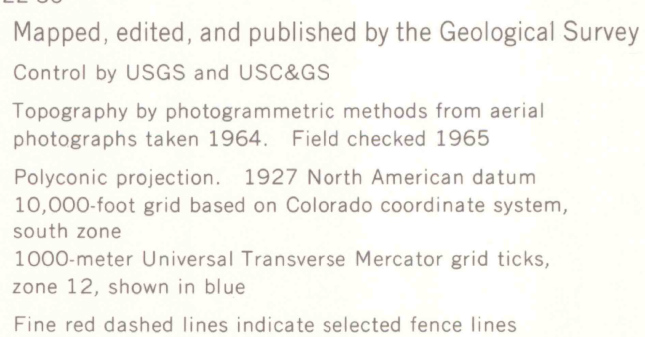 Mapped, edited, and published by the Geological Survey
Control by USGS and USC&GS
Topography by photogrammetric methods from aerial
photographs taken 1964. Field checked 1965
Polyconic projection. 1927 North American datum
10,000-foot grid based on Colorado coordinate system,
south zone
1000-meter Universal Transverse Mercator grid ticks,
zone 12, shown in blue
Fine red dashed lines indicate selected fence lines